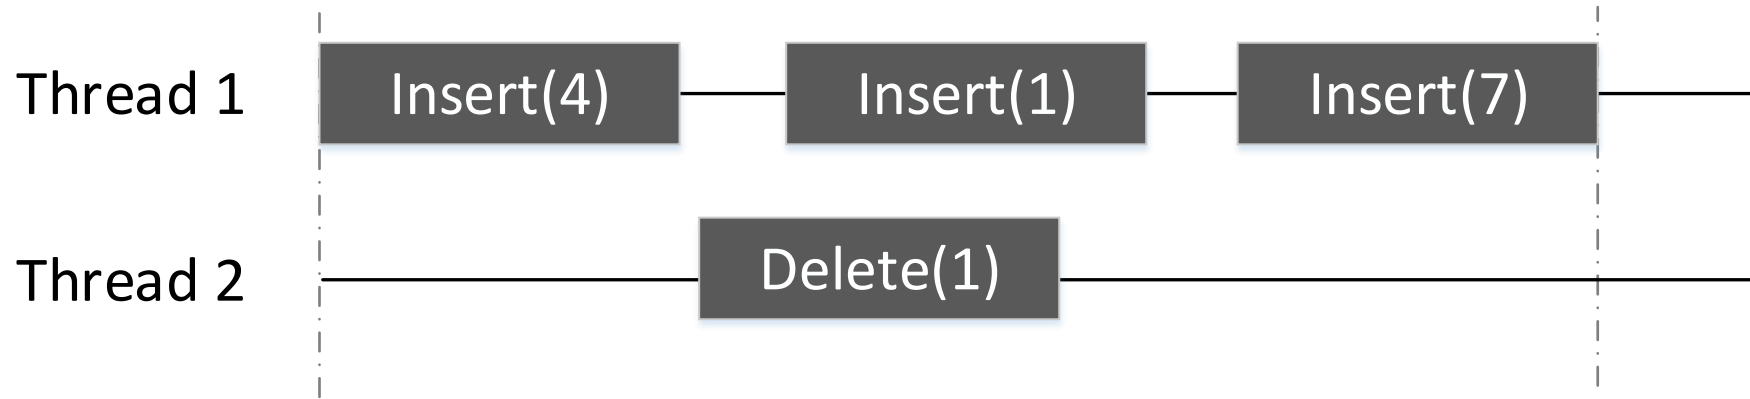 Thread 1 Insert(4) Insert(1) Insert(7)
Thread 2 Delete(1)